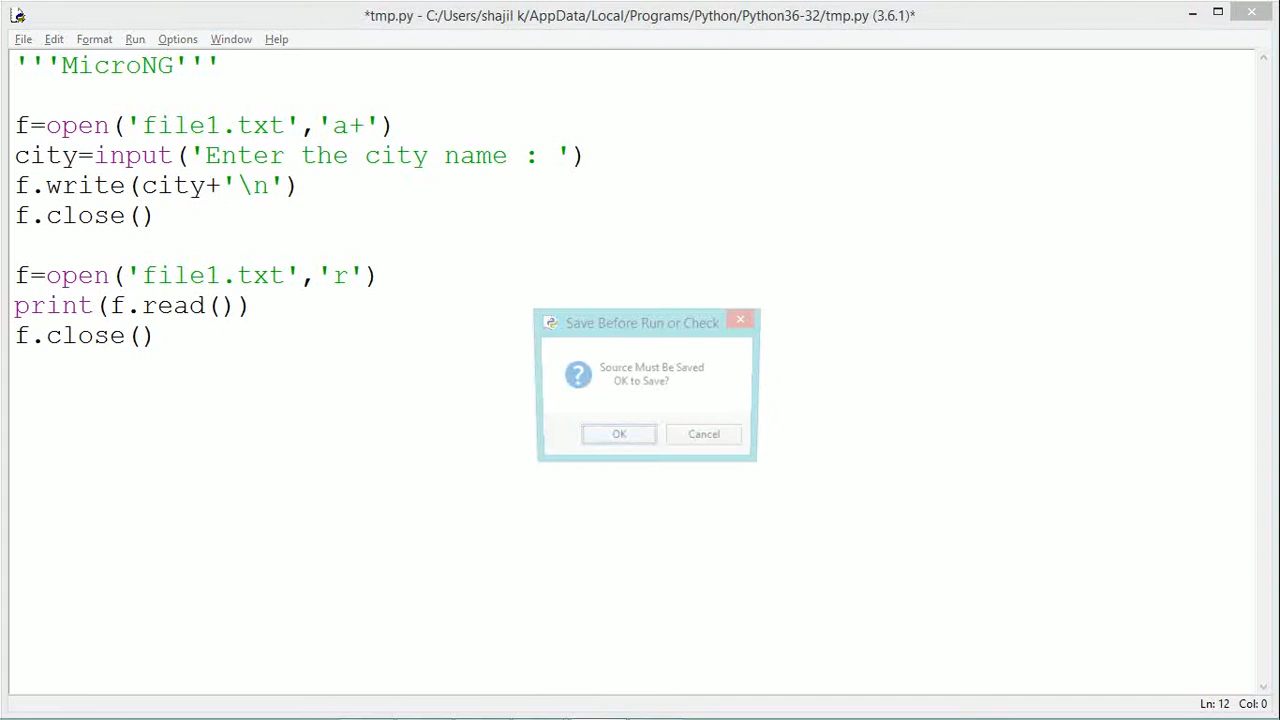 *tmp.py - C:/Users/shajil k/AppData/Local/Programs/Python/Python36-32/tmp.py (3.6.1)*
File Edit Format Run Options Window Help
'''MicroNG'''
f=open('file1.txt','a+')
city=input('Enter the city name : ')
f.write(city+'\n')
f.close()
f=open('file1.txt','r')
print(f.read())
f.close()
Save Before Run or Check
Source Must Be Saved
OK to Save?
OK Cancel
Ln: 12 Col: 0